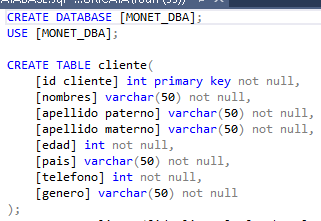 CREATE DATABASE [MONET_DBA];
USE [MONET_DBA];
CREATE TABLE cliente(
[id cliente] int primary key not null,
[nombres] varchar(50) not null,
[apellido paterno] varchar(50) not null,
[apellido materno] varchar(50) not null,
[edad] int not null,
[pais] varchar(50) not null,
[telefono] int not null,
[genero] varchar(50) not null
);